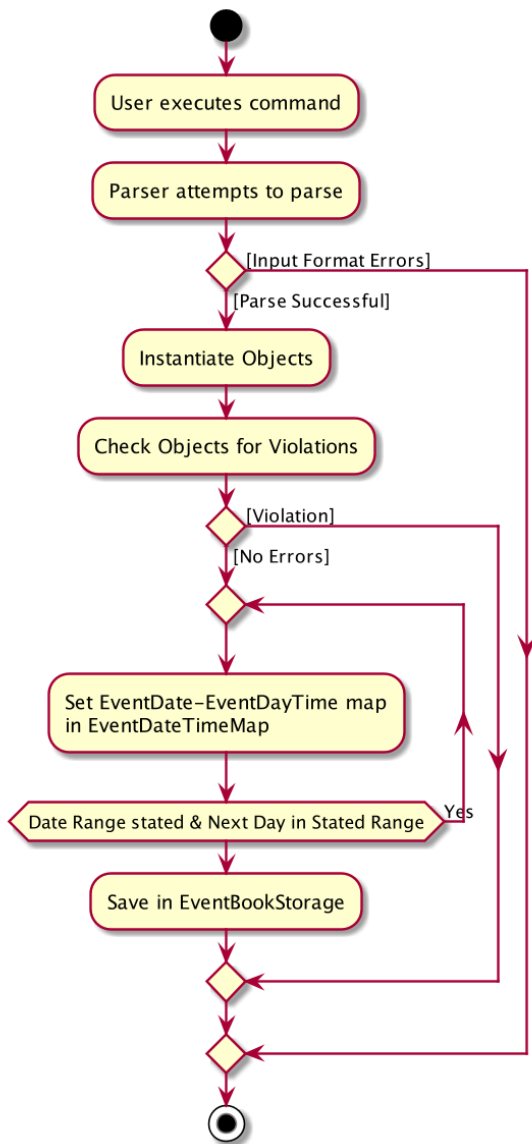 User executes command
Parser attempts to parse
[Input Format Errors]
[Parse Successful]
Instantiate Objects
Check Objects for Violations
[Violation]
[No Errors]
Set EventDate-EventDayTime map
in EventDateTimeMap
Date Range stated & Next Day in Stated Range
Yes
Save in EventBookStorage